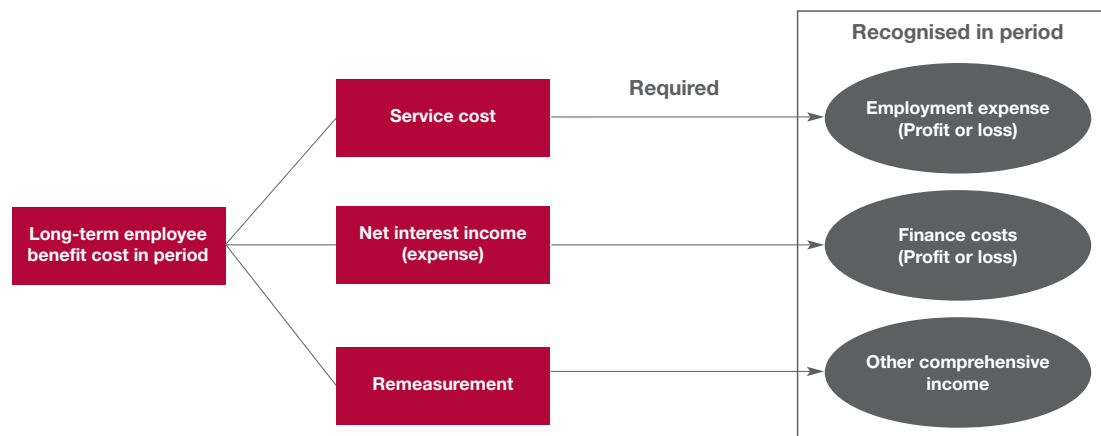 Recognised in period
Required
Service cost
Employment expense
(Profit or loss)
Long-term employee
benefit cost in period
Net interest income
(expense)
Finance costs
(Profit or loss)
Remeasurement
Other comprehensive
income